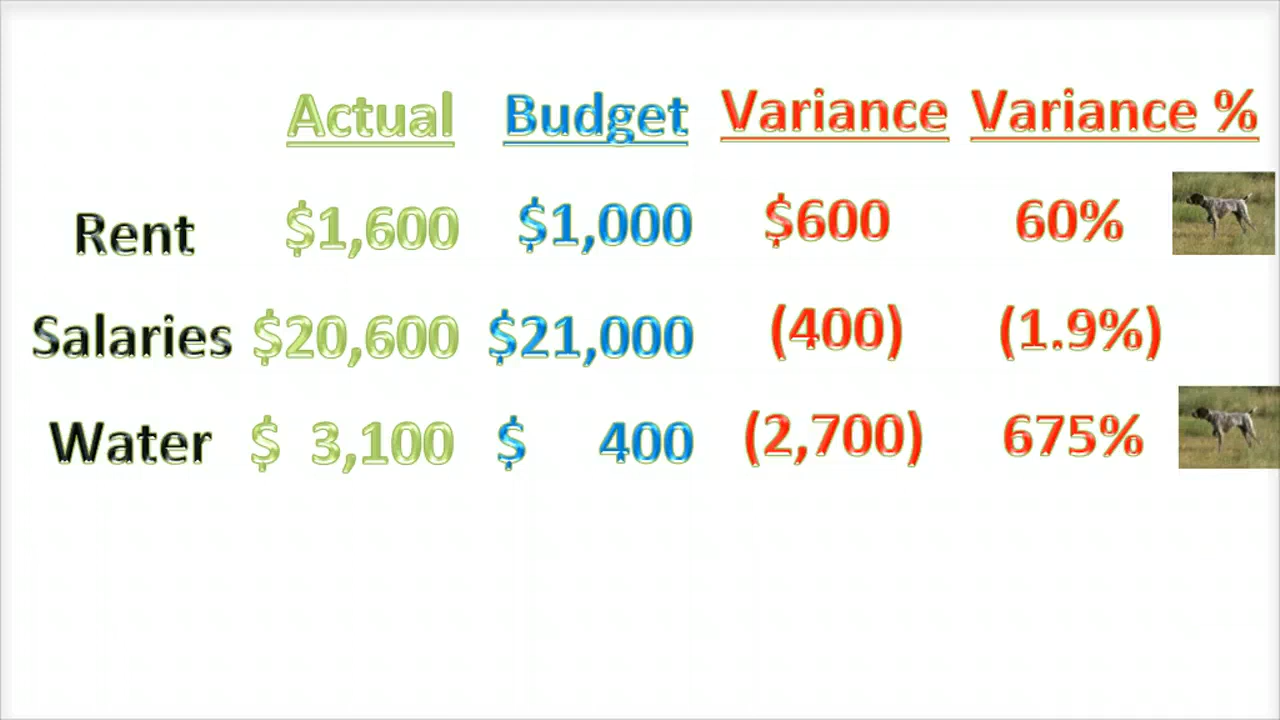 Actual Budget Variance Variance %
Rent $1,600 $1,000 $600 60%
Salaries $20,600 $21,000 (400) (1.9%)
Water $ 3,100 $ 400 (2,700) 675%